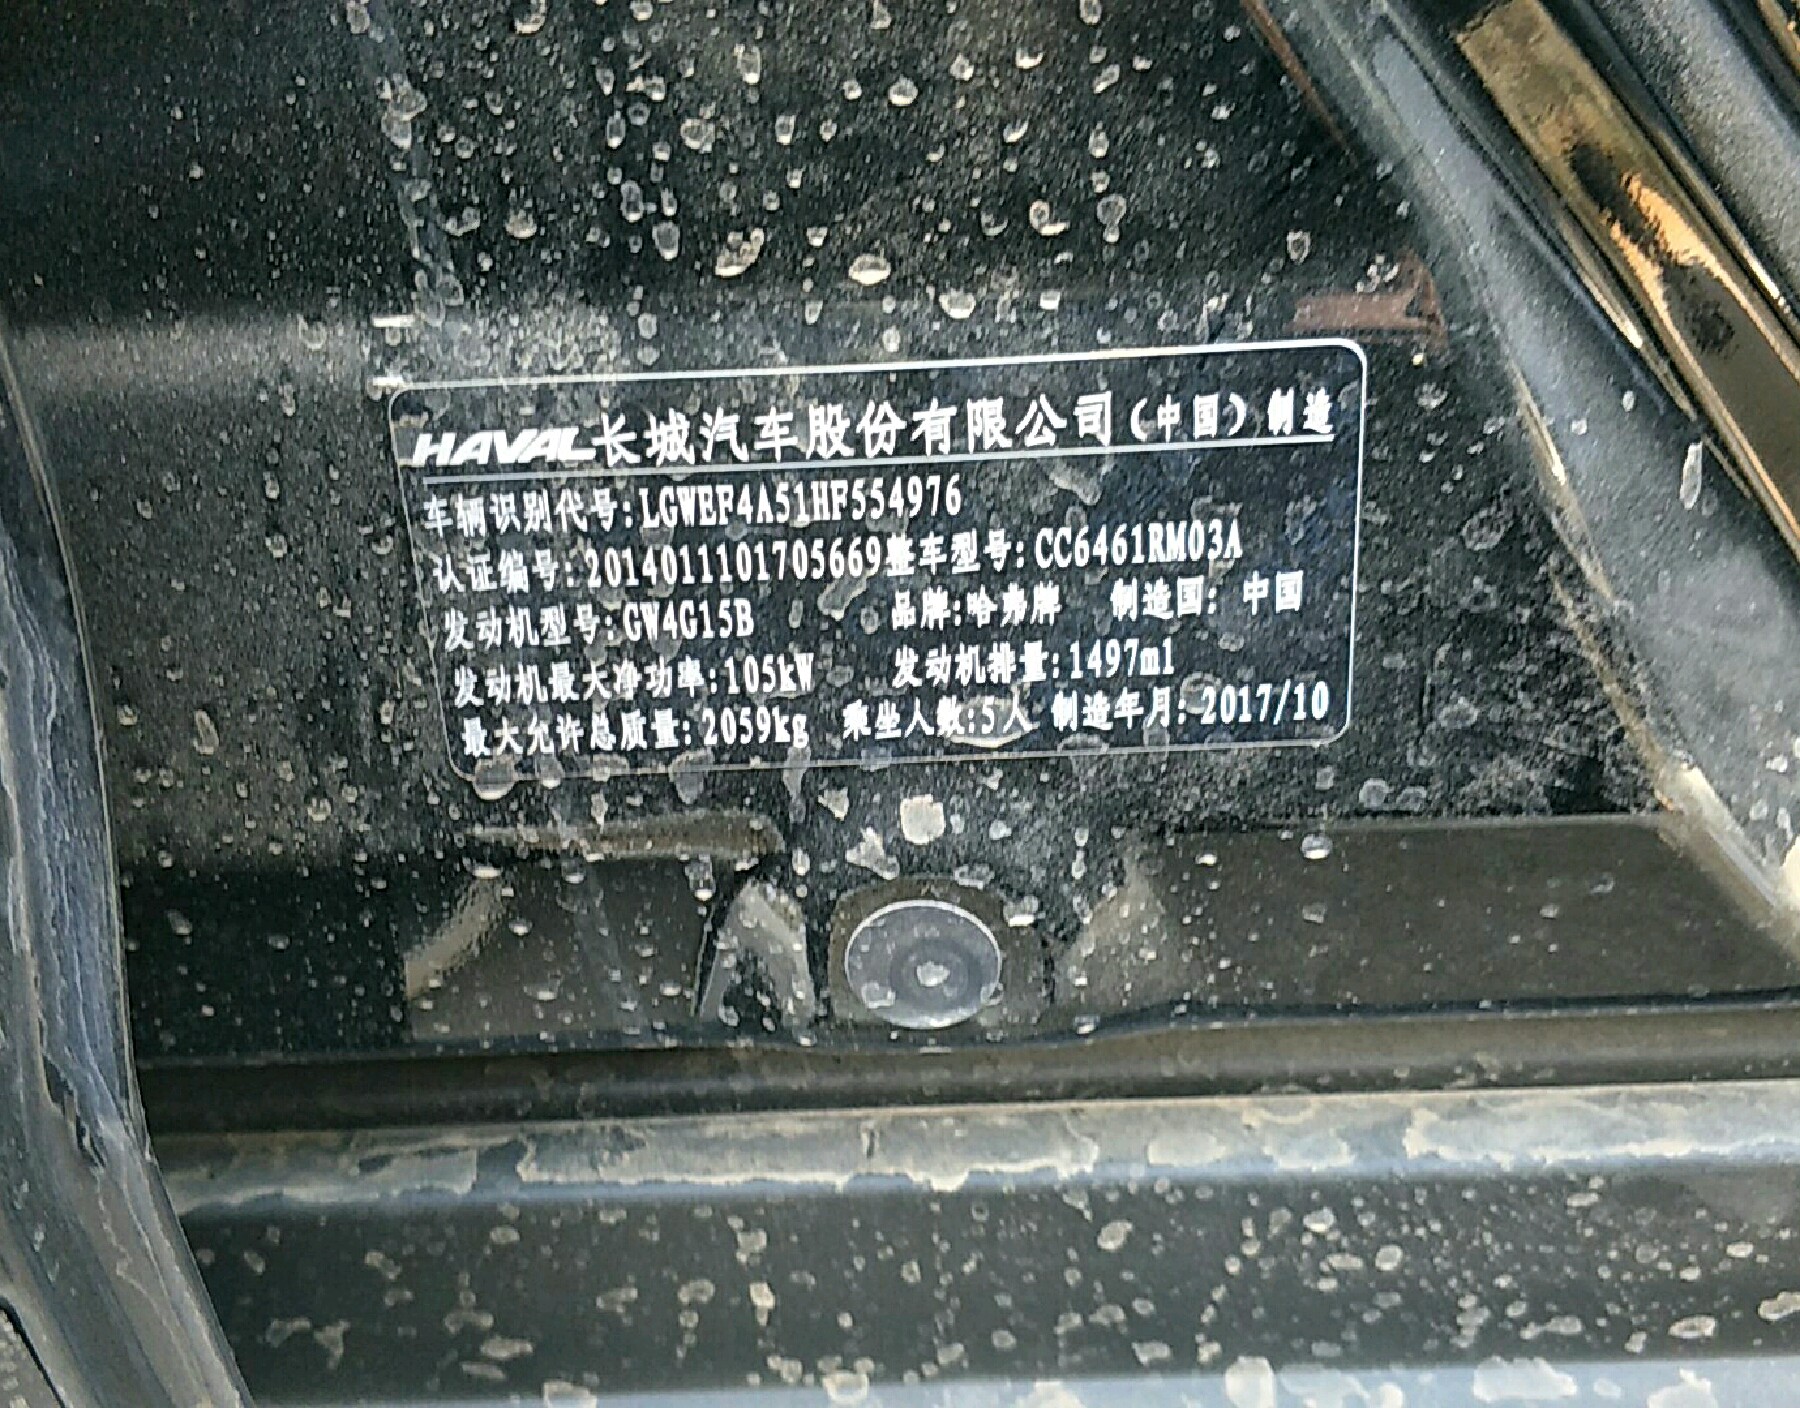 HAVAL长城汽车股份有限公司(中国)制造
车辆识别代号:LGWEF4A51HF554976
认证编号:2014011101705669整车型号:CC6461RM03A
发动机型号:GW4G15B 品牌:哈弗牌 制造国:中国
发动机最大净功率:105kW 发动机排量:1497ml
最大允许总质量:2059kg 乘坐人数:5人 制造年月:2017/10